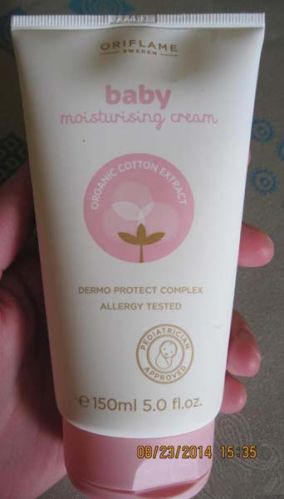 ORIFLAME
SWEDEN
baby
moisturising cream
ORGANIC COTTON EXTRACT
DERMO PROTECT COMPLEX
ALLERGY TESTED
PEDIATRICIAN
APPROVED
℮150ml 5.0 fl.oz.
08/23/2014 15:35